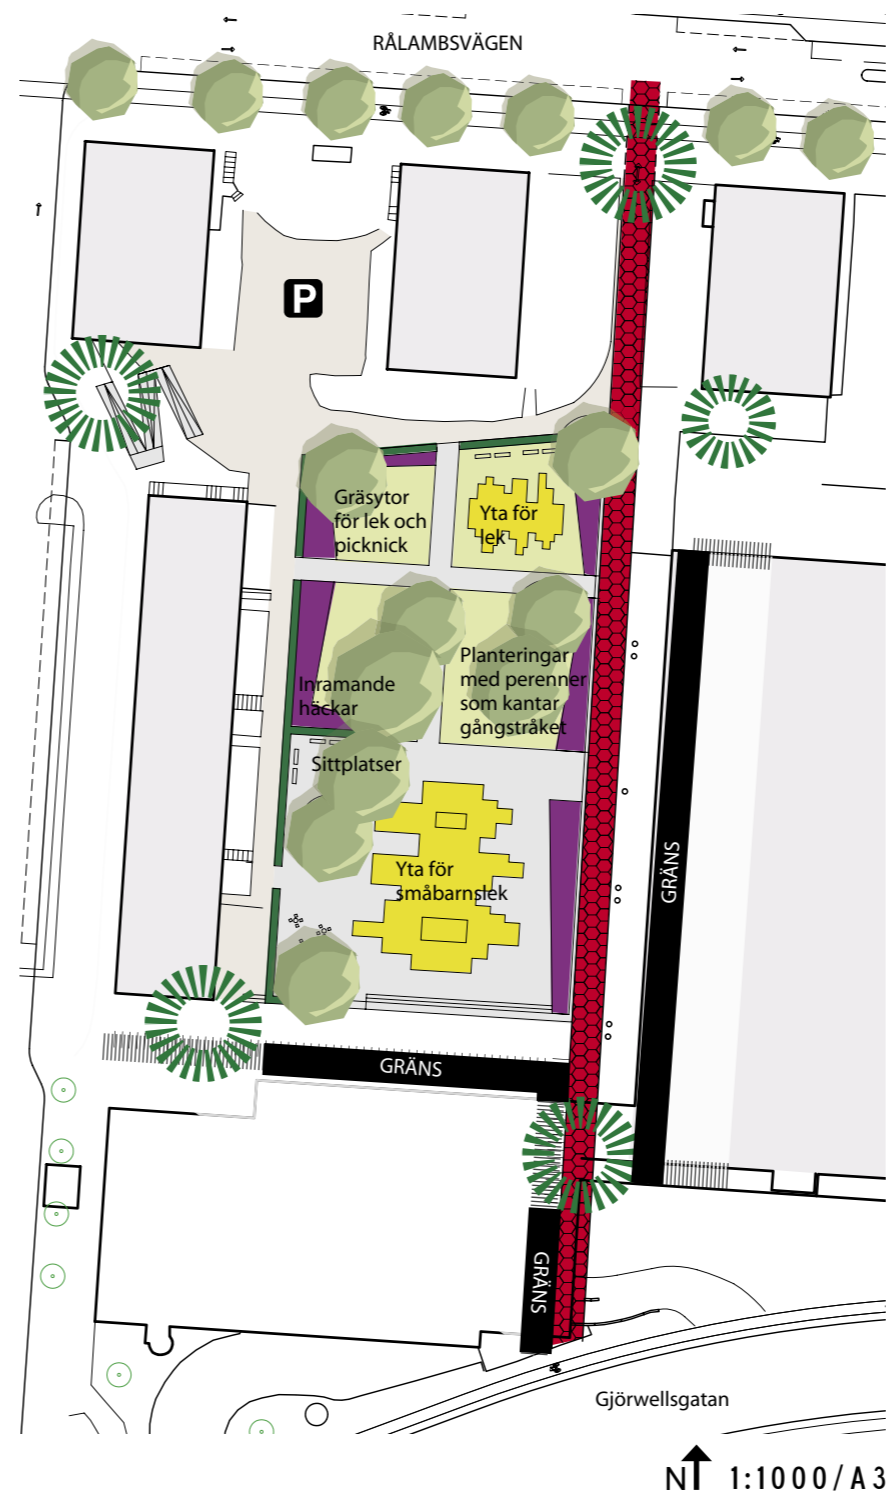 RÅLAMBSVÄGEN
P
Gräsytor
för lek och
picknick
Yta för
lek
Planteringar
med perenner
som kantar
gångstråket
Inramande
häckar
Sittplatser
Yta för
småbarnslek
GRÄNS
GRÄNS
GRÄNS
Gjörwellsgatan
N 1:1000/A3